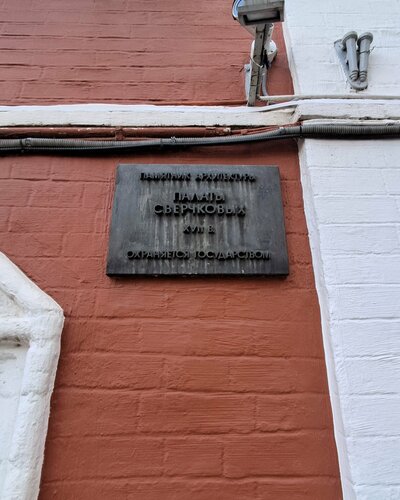 ПАМЯТНИК АРХИТЕКТУРЫ
ПАЛАТЫ
СВЕРЧКОВЫХ
XVII В.
ОХРАНЯЕТСЯ ГОСУДАРСТВОМ